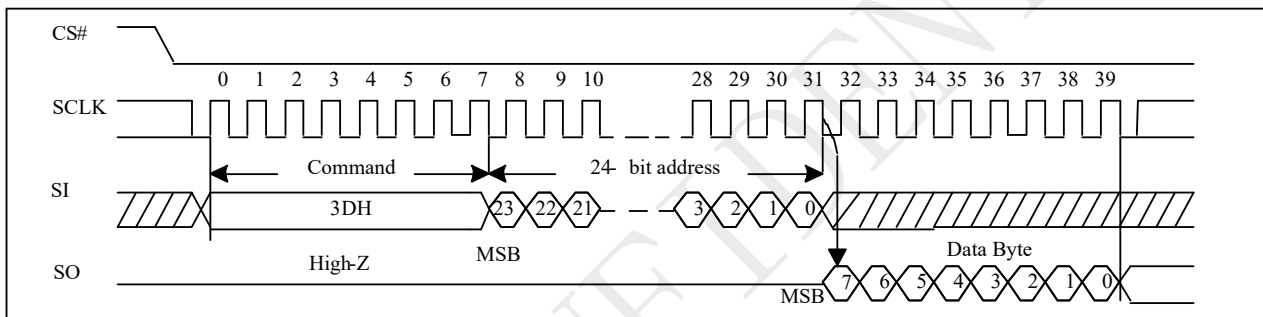 CS#
0 1 2 3 4 5 6 7 8 9 10 28 29 30 31 32 33 34 35 36 37 38 39
SCLK
Command 24- bit address
SI
3DH 23 22 21 3 2 1 0
High-Z MSB Data Byte
SO
MSB 7 6 5 4 3 2 1 0